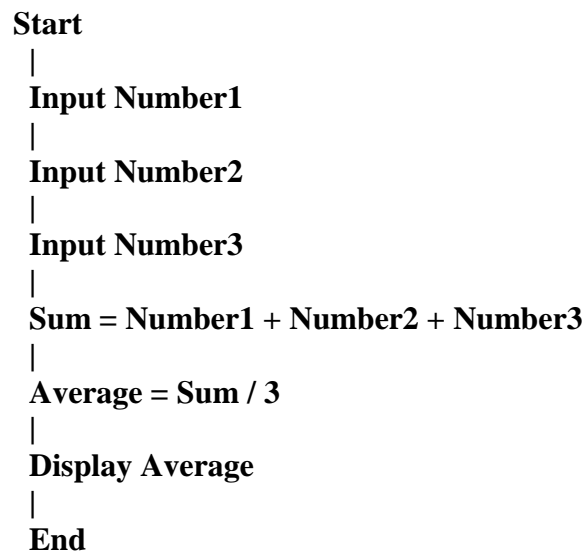 Start
|
Input Number1
|
Input Number2
|
Input Number3
|
Sum = Number1 + Number2 + Number3
|
Average = Sum / 3
|
Display Average
|
End